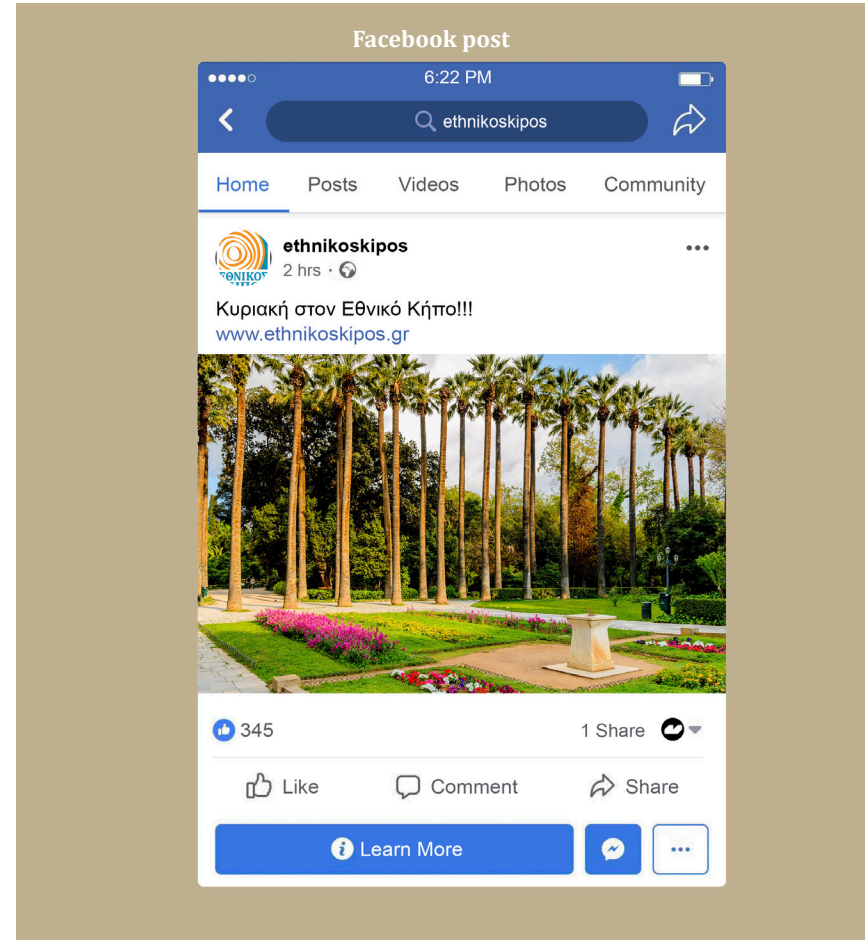 Facebook post
6:22 PM
ethnikoskipos
Home Posts Videos Photos Community
ethnikoskipos
2 hrs ·
ΕΘΝΙΚΟΣ
Κυριακή στον Εθνικό Κήπο!!!
www.ethnikoskipos.gr
345 1 Share
Like Comment Share
Learn More